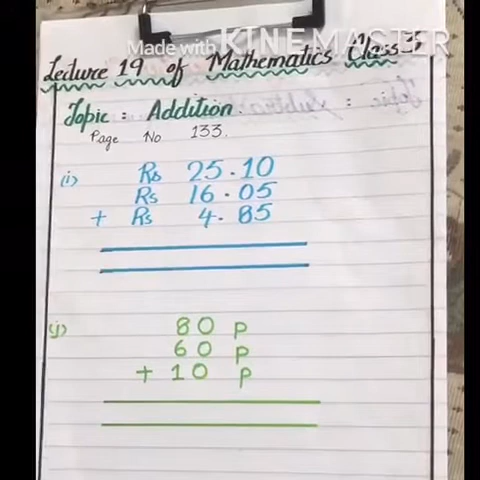 Made with KINEMASTER
Lecture 19 of Mathematics Class 3
Topic : Addition.
Page No 133.
(i) Rs 25.10
Rs 16.05
+ Rs 4.85
(j) 80 p
60 p
+ 10 p